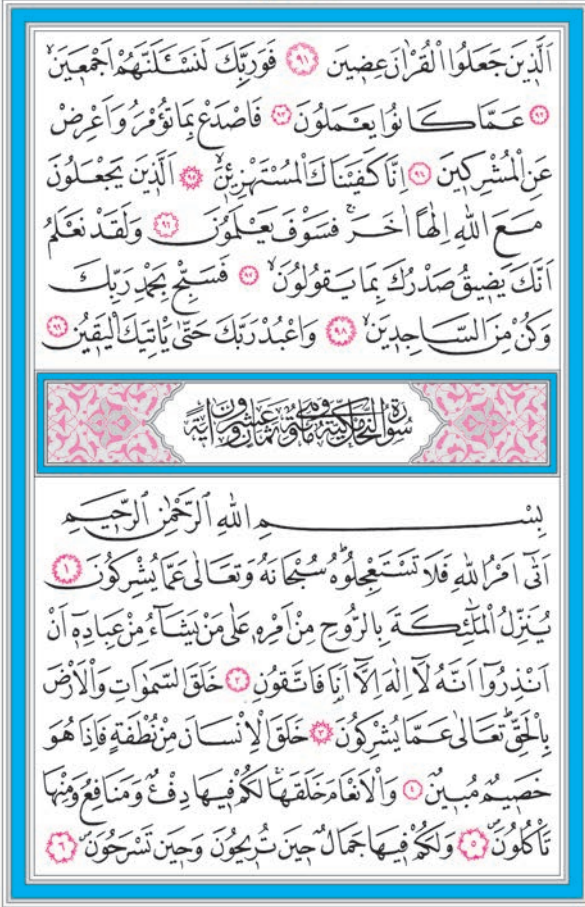 اَلَّذ۪ينَ جَعَلُوا الْقُرْاٰنَ عِض۪ينَ ﴿٩١﴾ فَوَرَبِّكَ لَنَسْـَٔلَنَّهُمْ اَجْمَع۪ينَۙ
﴿٩٢﴾ عَمَّا كَانُوا يَعْمَلُونَ ﴿٩٣﴾ فَاصْدَعْ بِمَا تُؤْمَرُ وَاَعْرِضْ
عَنِ الْمُشْرِك۪ينَ ﴿٩٤﴾ اِنَّا كَفَيْنَاكَ الْمُسْتَهْزِء۪ينَۙ ﴿٩٥﴾ اَلَّذ۪ينَ يَجْعَلُونَ
مَعَ اللّٰهِ اِلٰهًا اٰخَرَۚ فَسَوْفَ يَعْلَمُونَ ﴿٩٦﴾ وَلَقَدْ نَعْلَمُ
اَنَّكَ يَض۪يقُ صَدْرُكَ بِمَا يَقُولُونَۙ ﴿٩٧﴾ فَسَبِّحْ بِحَمْدِ رَبِّكَ
وَكُنْ مِنَ السَّاجِد۪ينَۙ ﴿٩٨﴾ وَاعْبُدْ رَبَّكَ حَتّٰى يَاْتِيَكَ الْيَق۪ينُ ﴿٩٩﴾
سُورَةُ النَّحْلِ مَكِّيَّةٌ وَهِيَ مِائَةٌ وَثَمَانٍ وَعِشْرُونَ اٰيَةً
بِسْمِ اللّٰهِ الرَّحْمٰنِ الرَّح۪يمِ
اَتٰٓى اَمْرُ اللّٰهِ فَلَا تَسْتَعْجِلُوهُۜ سُبْحَانَهُ وَتَعَالٰى عَمَّا يُشْرِكُونَ ﴿١﴾
يُنَزِّلُ الْمَلٰٓئِكَةَ بِالرُّوحِ مِنْ اَمْرِه۪ عَلٰى مَنْ يَشَٓاءُ مِنْ عِبَادِه۪ٓ اَنْ
اَنْذِرُٓوا اَنَّهُ لَٓا اِلٰهَ اِلَّٓا اَنَا۬ فَاتَّقُونِ ﴿٢﴾ خَلَقَ السَّمٰوَاتِ وَالْاَرْضَ
بِالْحَقِّۜ تَعَالٰى عَمَّا يُشْرِكُونَ ﴿٣﴾ خَلَقَ الْاِنْسَانَ مِنْ نُطْفَةٍ فَاِذَا هُوَ
خَص۪يمٌ مُب۪ينٌ ﴿٤﴾ وَالْاَنْعَامَ خَلَقَهَاۚ لَكُمْ ف۪يهَا دِفْءٌ وَمَنَافِعُ وَمِنْهَا
تَاْكُلُونَۖ ﴿٥﴾ وَلَكُمْ ف۪يهَا جَمَالٌ ح۪ينَ تُر۪يحُونَ وَح۪ينَ تَسْرَحُونَۖ ﴿٦﴾